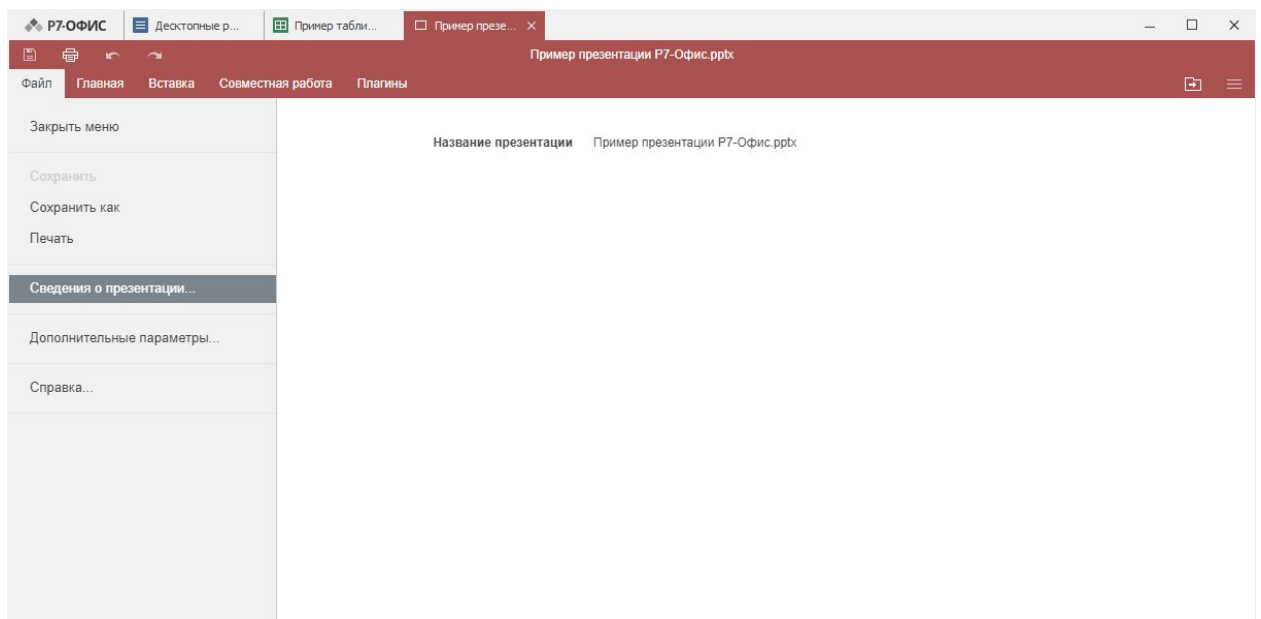 Р7-ОФИС
Десктопные р...
Пример табли...
Пример презе...
Пример презентации Р7-Офис.pptx
Файл Главная Вставка Совместная работа Плагины
Закрыть меню
Название презентации Пример презентации Р7-Офис.pptx
Сохранить
Сохранить как
Печать
Сведения о презентации...
Дополнительные параметры...
Справка...